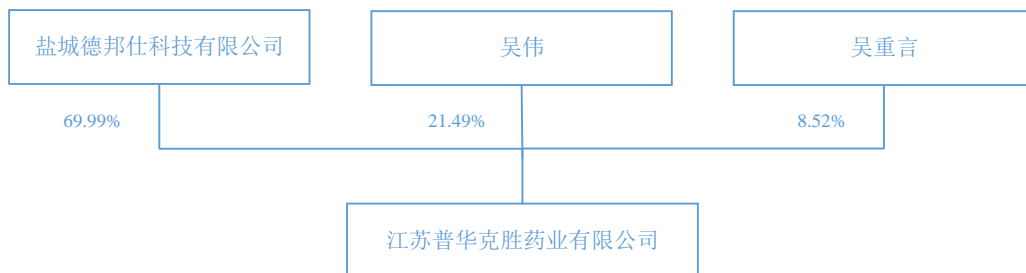 盐城德邦仕科技有限公司
吴伟
吴重言
69.99%
21.49%
8.52%
江苏普华克胜药业有限公司